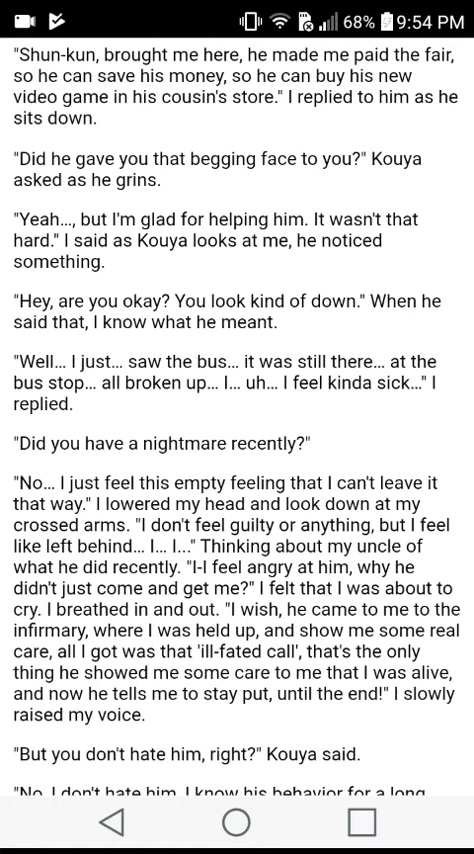 68% 9:54 PM
"Shun-kun, brought me here, he made me paid the fair,
so he can save his money, so he can buy his new
video game in his cousin's store." I replied to him as he
sits down.
"Did he gave you that begging face to you?" Kouya
asked as he grins.
"Yeah..., but I'm glad for helping him. It wasn't that
hard." I said as Kouya looks at me, he noticed
something.
"Hey, are you okay? You look kind of down." When he
said that, I know what he meant.
"Well... I just... saw the bus... it was still there... at the
bus stop... all broken up... I... uh... I feel kinda sick..." I
replied.
"Did you have a nightmare recently?"
"No... I just feel this empty feeling that I can't leave it
that way." I lowered my head and look down at my
crossed arms. "I don't feel guilty or anything, but I feel
like left behind... I... I..." Thinking about my uncle of
what he did recently. "I-I feel angry at him, why he
didn't just come and get me?" I felt that I was about to
cry. I breathed in and out. "I wish, he came to me to the
infirmary, where I was held up, and show me some real
care, all I got was that 'ill-fated call', that's the only
thing he showed me some care to me that I was alive,
and now he tells me to stay put, until the end!" I slowly
raised my voice.
"But you don't hate him, right?" Kouya said.
"No, I don't hate him, I know his behavior for a long